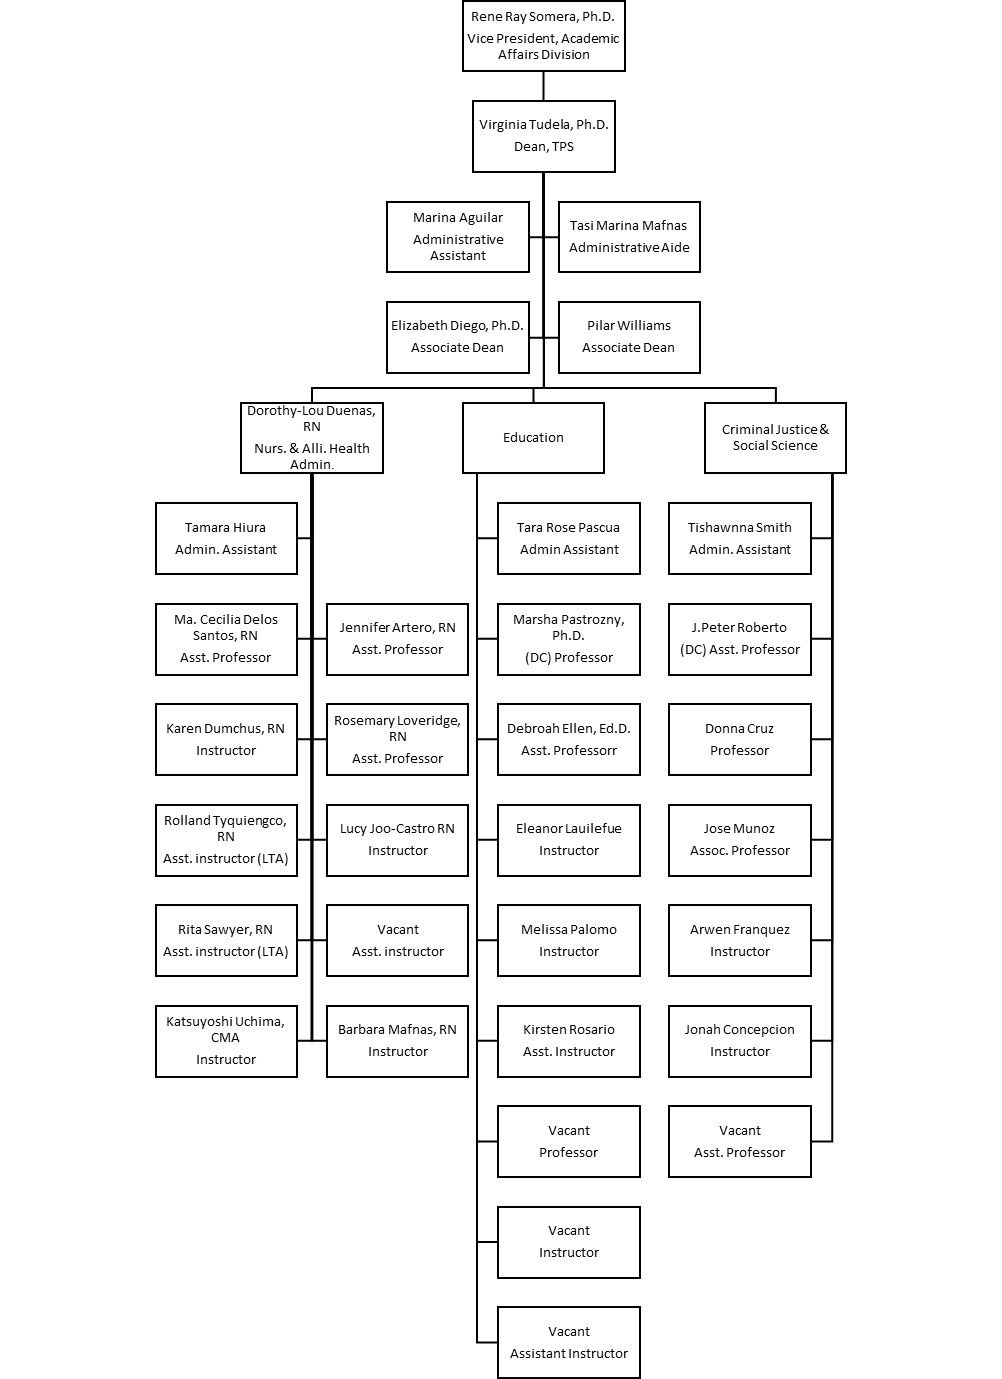 Rene Ray Somera, Ph.D.
Vice President, Academic
Affairs Division
Virginia Tudela, Ph.D.
Dean, TPS
Marina Aguilar
Administrative
Assistant
Tasi Marina Mafnas
Administrative Aide
Elizabeth Diego, Ph.D.
Associate Dean
Pilar Williams
Associate Dean
Dorothy-Lou Duenas,
RN
Nurs. & Alli. Health
Admin.
Education
Criminal Justice &
Social Science
Tamara Hiura
Admin. Assistant
Tara Rose Pascua
Admin Assistant
Tishawnna Smith
Admin. Assistant
Ma. Cecilia Delos
Santos, RN
Asst. Professor
Jennifer Artero, RN
Asst. Professor
Marsha Pastrozny,
Ph.D.
(DC) Professor
J.Peter Roberto
(DC) Asst. Professor
Karen Dumchus, RN
Instructor
Rosemary Loveridge,
RN
Asst. Professor
Debroah Ellen, Ed.D.
Asst. Professorr
Donna Cruz
Professor
Rolland Tyquiengco,
RN
Asst. instructor (LTA)
Lucy Joo-Castro RN
Instructor
Eleanor Lauilefue
Instructor
Jose Munoz
Assoc. Professor
Rita Sawyer, RN
Asst. instructor (LTA)
Vacant
Asst. instructor
Melissa Palomo
Instructor
Arwen Franquez
Instructor
Katsuyoshi Uchima,
CMA
Instructor
Barbara Mafnas, RN
Instructor
Kirsten Rosario
Asst. Instructor
Jonah Concepcion
Instructor
Vacant
Professor
Vacant
Asst. Professor
Vacant
Instructor
Vacant
Assistant Instructor